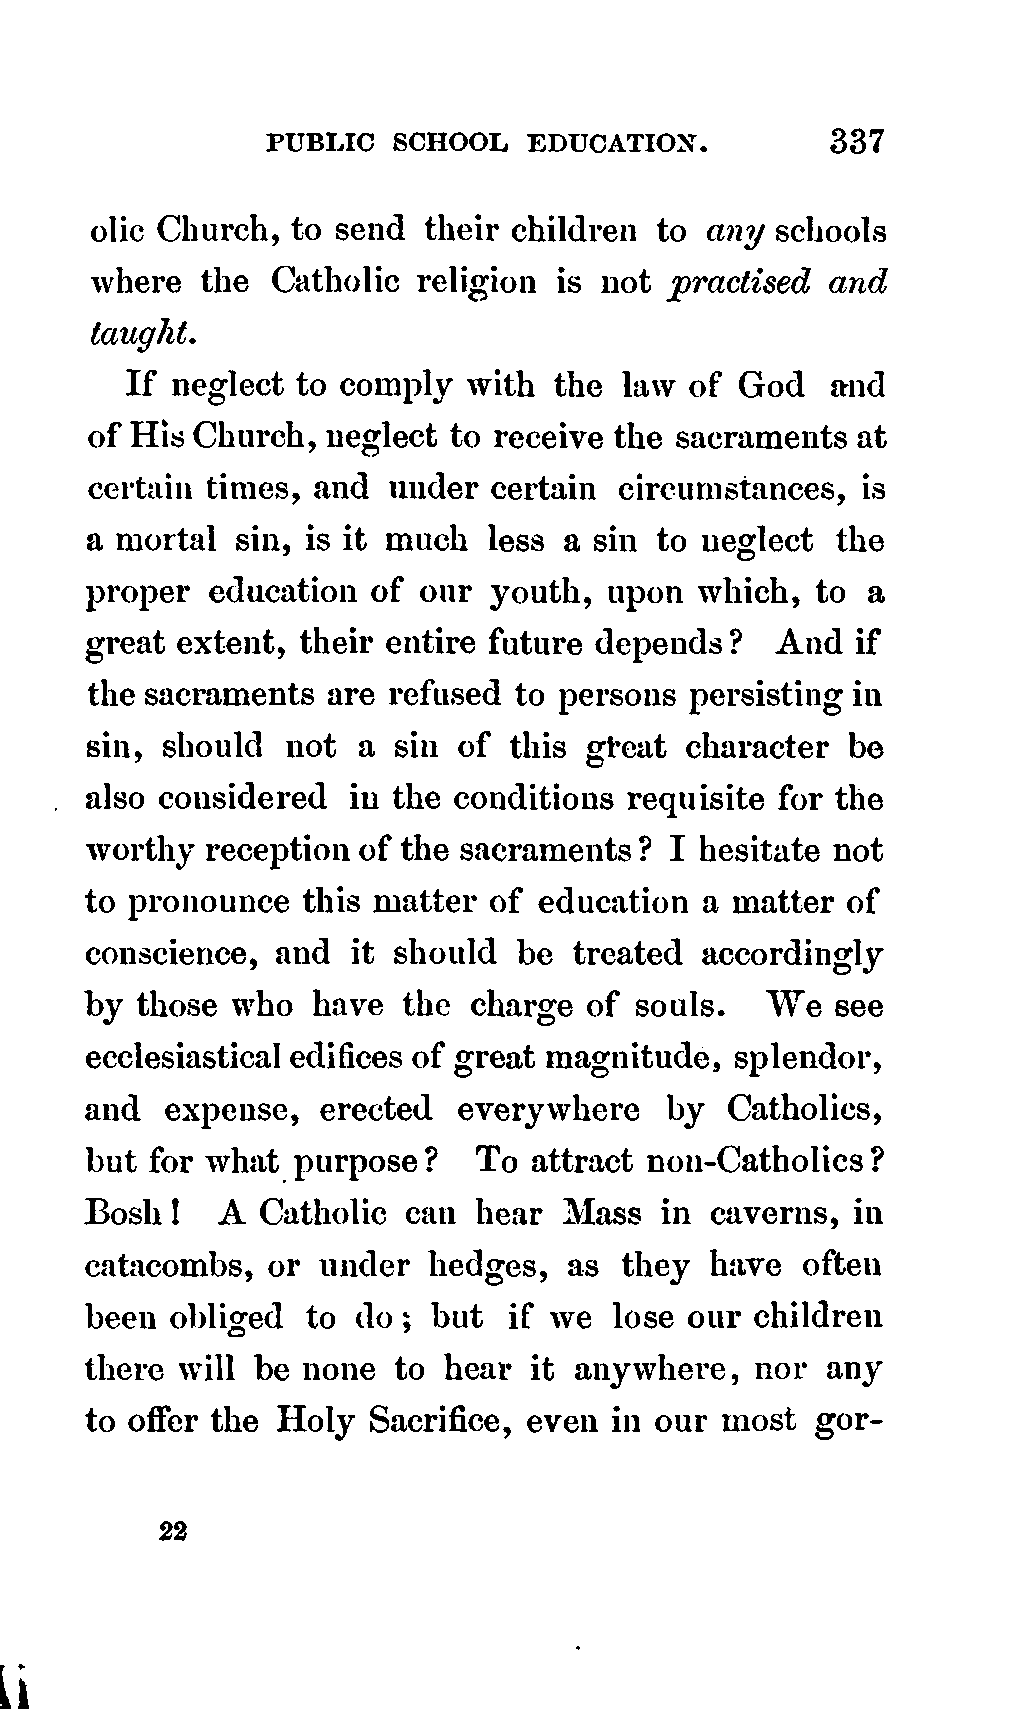 PUBLIC SCHOOL EDUCATION. 337
olic Church, to send their children to any schools
where the Catholic religion is not practised and
taught.
If neglect to comply with the law of God and
of His Church, neglect to receive the sacraments at
certain times, and under certain circumstances, is
a mortal sin, is it much less a sin to neglect the
proper education of our youth, upon which, to a
great extent, their entire future depends? And if
the sacraments are refused to persons persisting in
sin, should not a sin of this great character be
also considered in the conditions requisite for the
worthy reception of the sacraments? I hesitate not
to pronounce this matter of education a matter of
conscience, and it should be treated accordingly
by those who have the charge of souls. We see
ecclesiastical edifices of great magnitude, splendor,
and expense, erected everywhere by Catholics,
but for what purpose? To attract non-Catholics?
Bosh! A Catholic can hear Mass in caverns, in
catacombs, or under hedges, as they have often
been obliged to do; but if we lose our children
there will be none to hear it anywhere, nor any
to offer the Holy Sacrifice, even in our most gor-
22